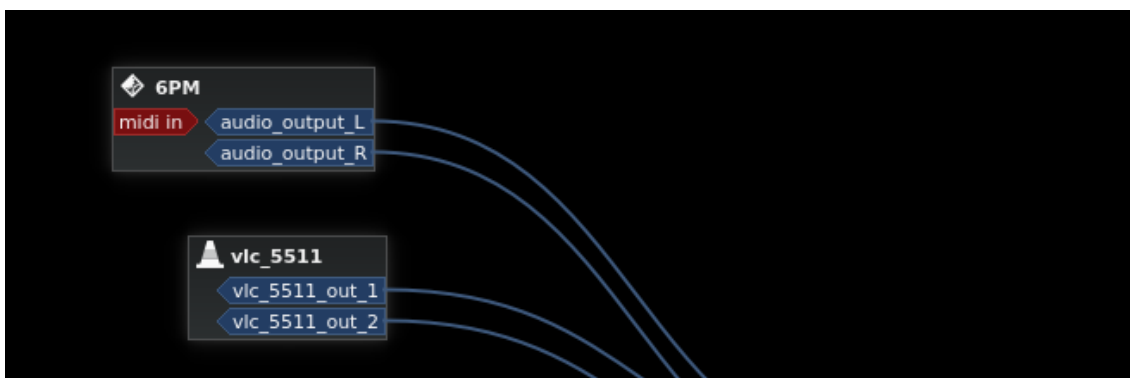 6PM
midi in audio_output_L
audio_output_R
vlc_5511
vlc_5511_out_1
vlc_5511_out_2